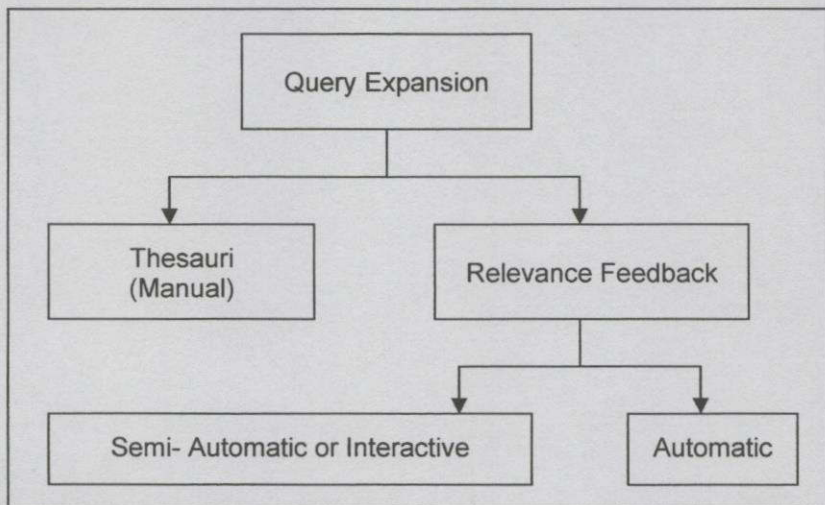 Query Expansion
Thesauri
(Manual)
Relevance Feedback
Semi- Automatic or Interactive
Automatic